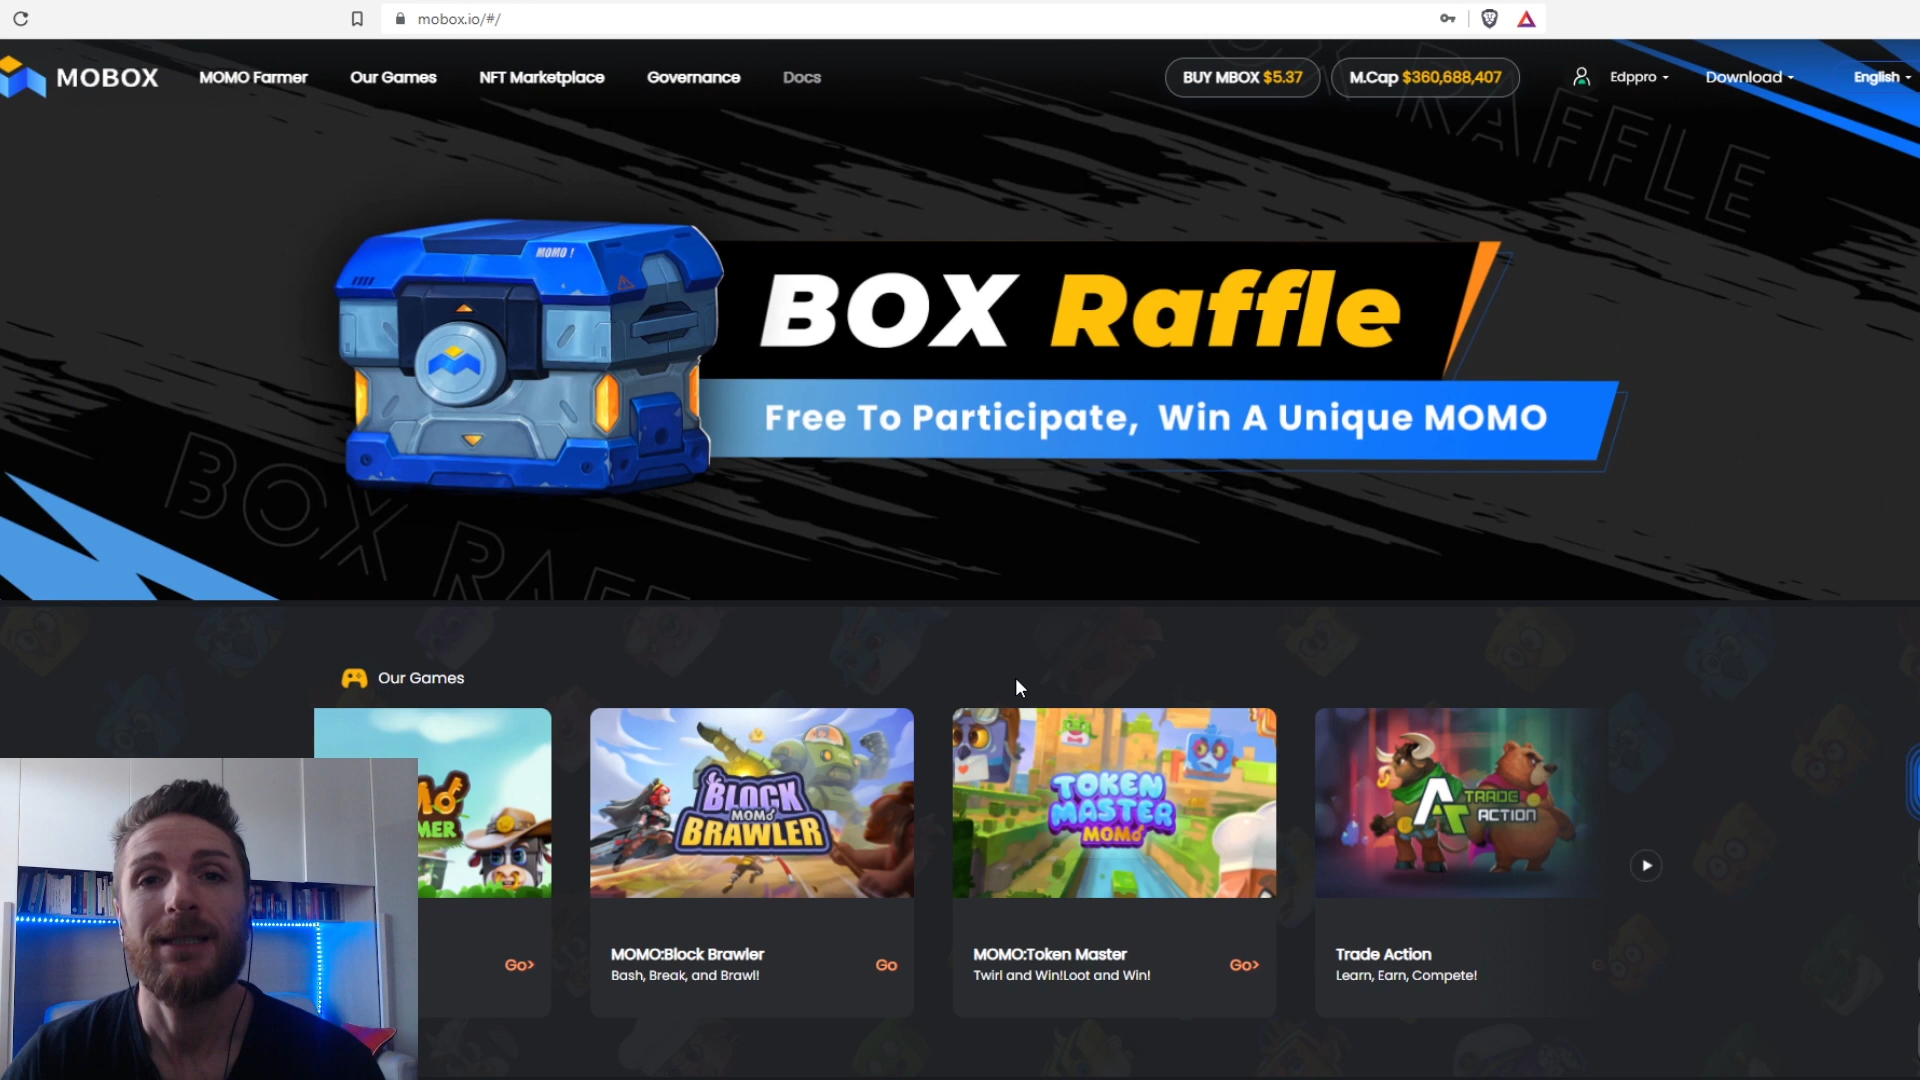 mobox.io/#/
MOBOX
MOMO Farmer
Our Games
NFT Marketplace
Governance
Docs
BUY MBOX $5.37
M.Cap $360,688,407
Edppro
Download
English
BOX RAFFLE
MOMO !
BOX Raffle
Free To Participate, Win A Unique MOMO
Our Games
BLOCK
MOMO
BRAWLER
TOKEN
MASTER
MOMO
TRADE
ACTION
Go>
MOMO:Block Brawler
Bash, Break, and Brawl!
Go
MOMO:Token Master
Twirl and Win!Loot and Win!
Go>
Trade Action
Learn, Earn, Compete!